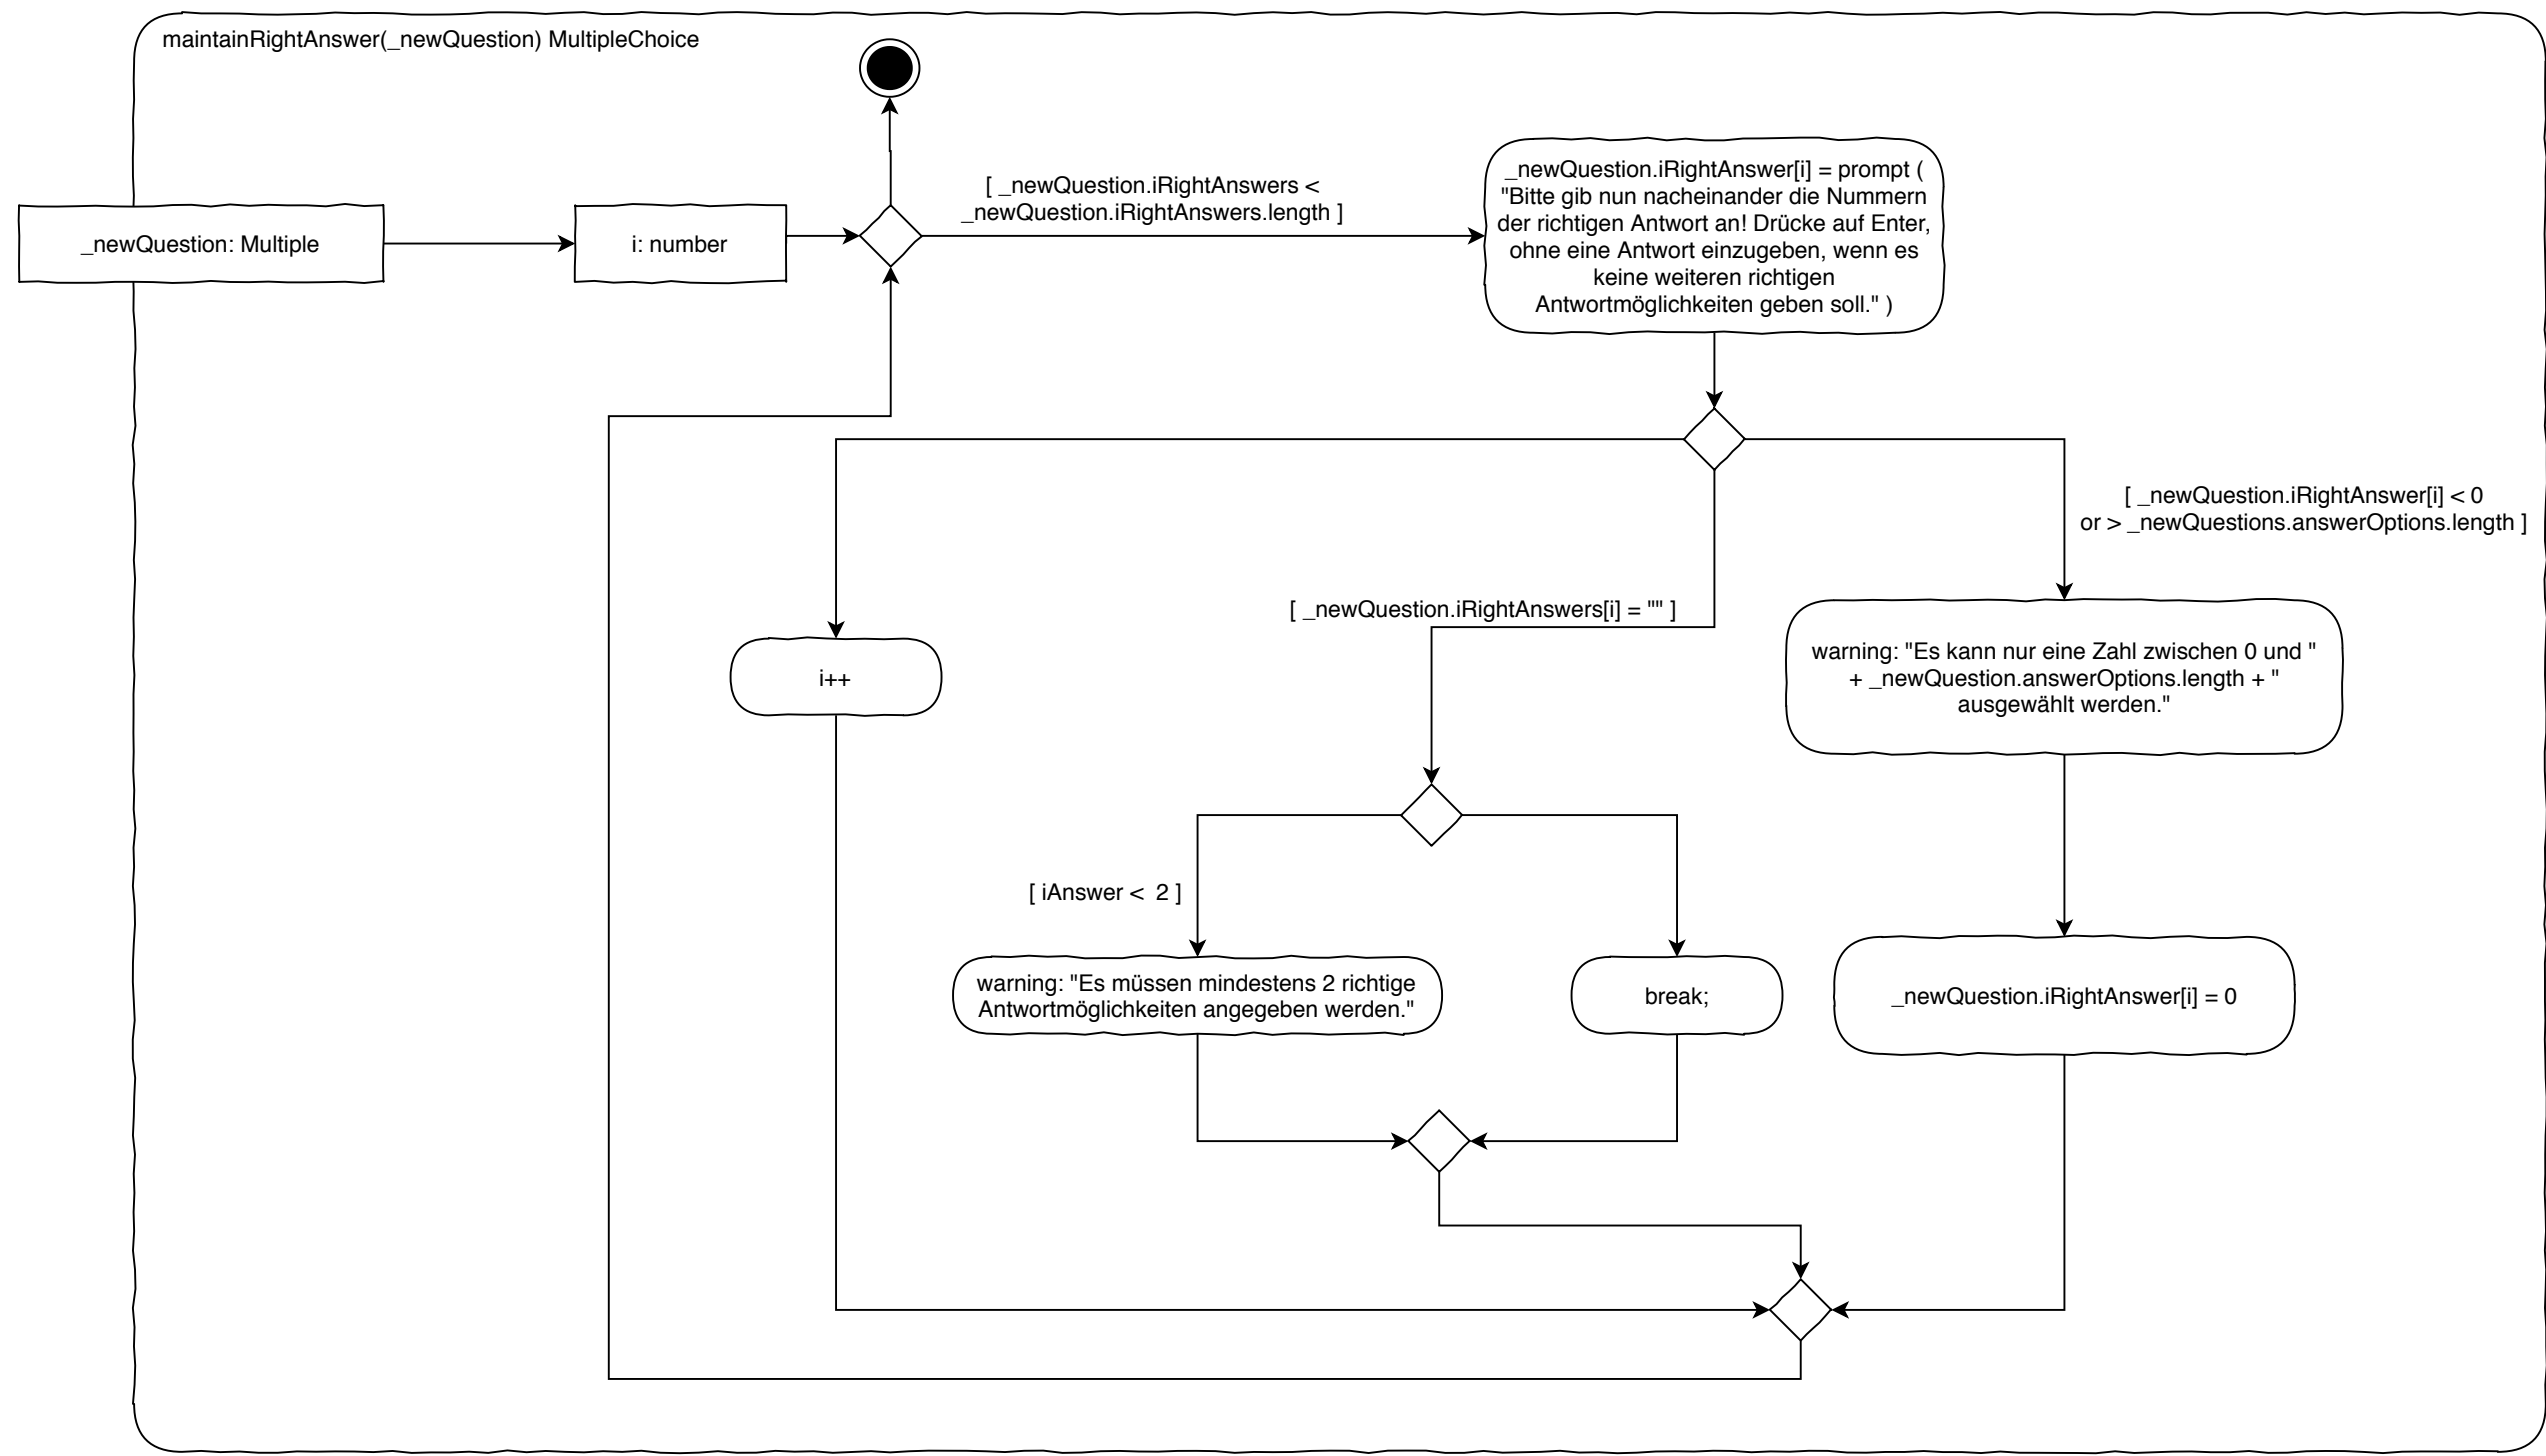 maintainRightAnswer(_newQuestion) MultipleChoice
_newQuestion: Multiple
i: number
[ _newQuestion.iRightAnswers <
_newQuestion.iRightAnswers.length ]
_newQuestion.iRightAnswer[i] = prompt (
"Bitte gib nun nacheinander die Nummern
der richtigen Antwort an! Drücke auf Enter,
ohne eine Antwort einzugeben, wenn es
keine weiteren richtigen
Antwortmöglichkeiten geben soll." )
[ _newQuestion.iRightAnswer[i] < 0
or > _newQuestions.answerOptions.length ]
[ _newQuestion.iRightAnswers[i] = "" ]
i++
warning: "Es kann nur eine Zahl zwischen 0 und "
+ _newQuestion.answerOptions.length + "
ausgewählt werden."
[ iAnswer <  2 ]
warning: "Es müssen mindestens 2 richtige
Antwortmöglichkeiten angegeben werden."
break;
_newQuestion.iRightAnswer[i] = 0